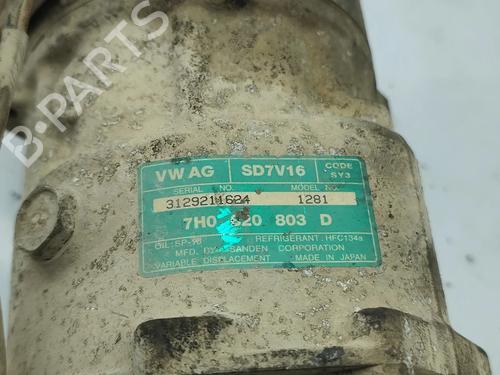 B-PARTS
VW AG SD7V16 CODE SY3
SERIAL NO. MODEL NO.
3129211624 1281
7H0 820 803 D
OIL:SP-10 REFRIGERANT:HFC134a
MFD. BY SANDEN CORPORATION
VARIABLE DISPLACEMENT MADE IN JAPAN